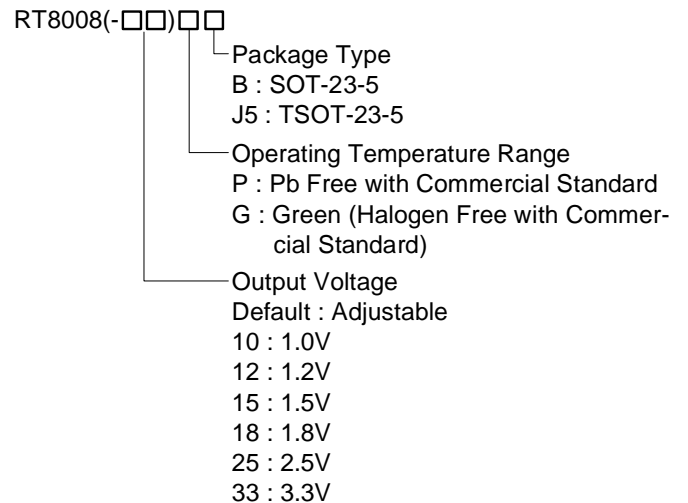 RT8008(-□□)□□
Package Type
B : SOT-23-5
J5 : TSOT-23-5
Operating Temperature Range
P : Pb Free with Commercial Standard
G : Green (Halogen Free with Commer-
cial Standard)
Output Voltage
Default : Adjustable
10 : 1.0V
12 : 1.2V
15 : 1.5V
18 : 1.8V
25 : 2.5V
33 : 3.3V